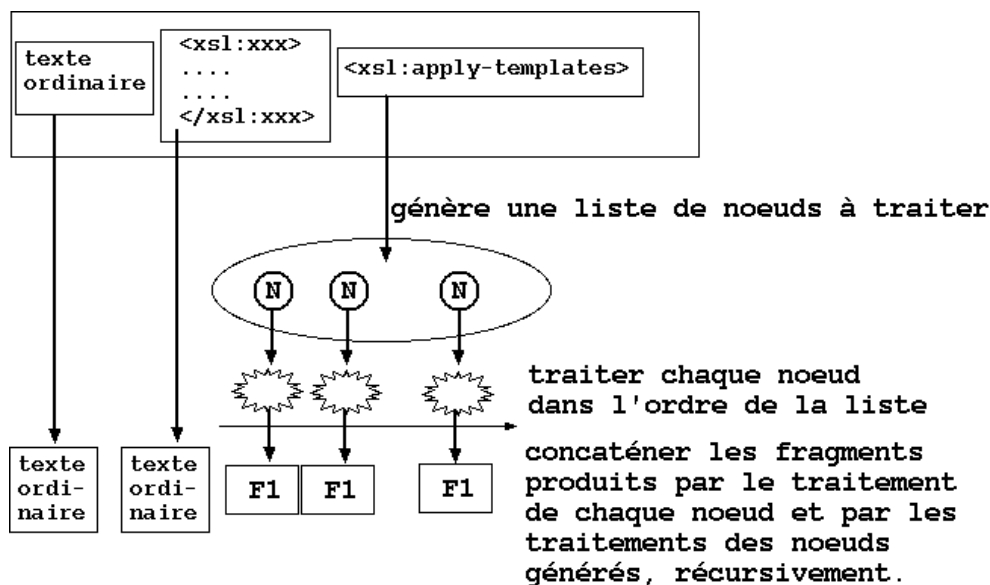 texte
ordinaire
<xsl:xxx>
....
....
</xsl:xxx>
<xsl:apply-templates>
génère une liste de noeuds à traiter
N
N
N
traiter chaque noeud
dans l'ordre de la liste
texte
ordi-
naire
texte
ordi-
naire
F1
F1
F1
concaténer les fragments
produits par le traitement
de chaque noeud et par les
traitements des noeuds
générés, récursivement.